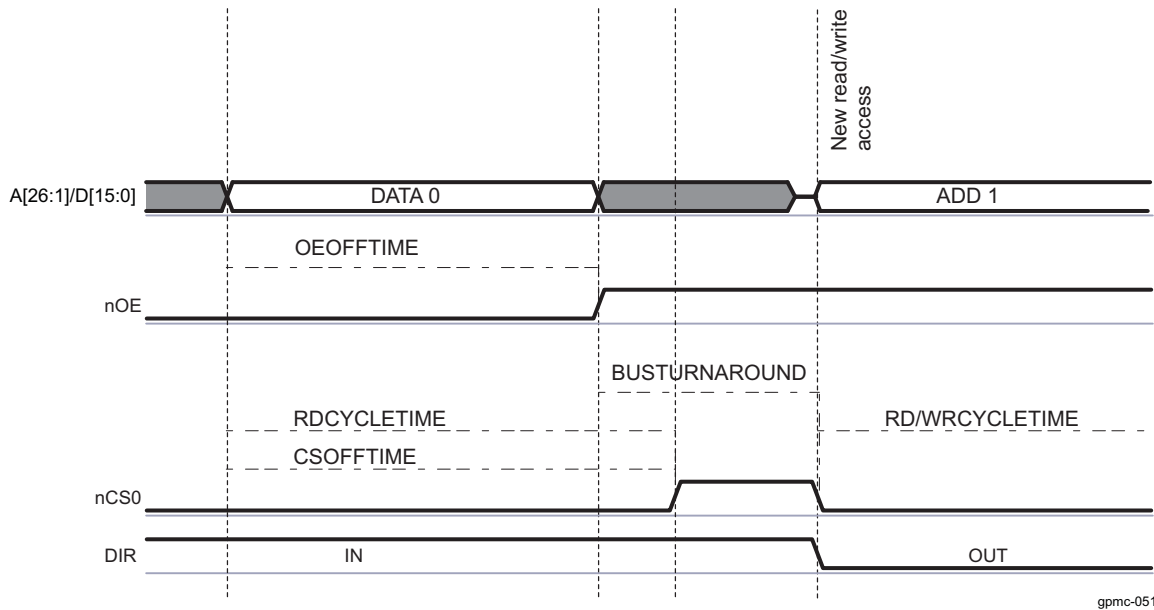 New read/write
access
A[26:1]/D[15:0]
DATA 0
ADD 1
OEOFFTIME
nOE
BUSTURNAROUND
RDCYCLETIME
RD/WRCYCLETIME
CSOFFTIME
nCS0
DIR
IN
OUT
gpmc-051